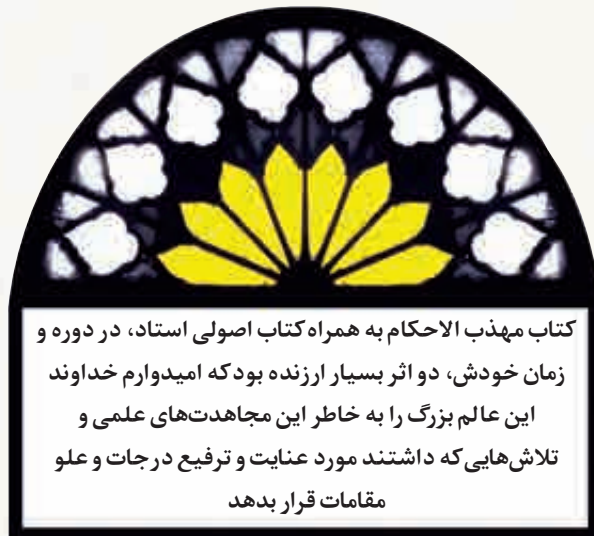 کتاب مهذب الاحکام به همراه کتاب اصولی استاد، در دوره و
زمان خودش، دو اثر بسیار ارزنده بود که امیدوارم خداوند
این عالم بزرگ را به خاطر این مجاهدت‌های علمی و
تلاش‌هایی که داشتند مورد عنایت و ترفیع درجات و علو
مقامات قرار بدهد